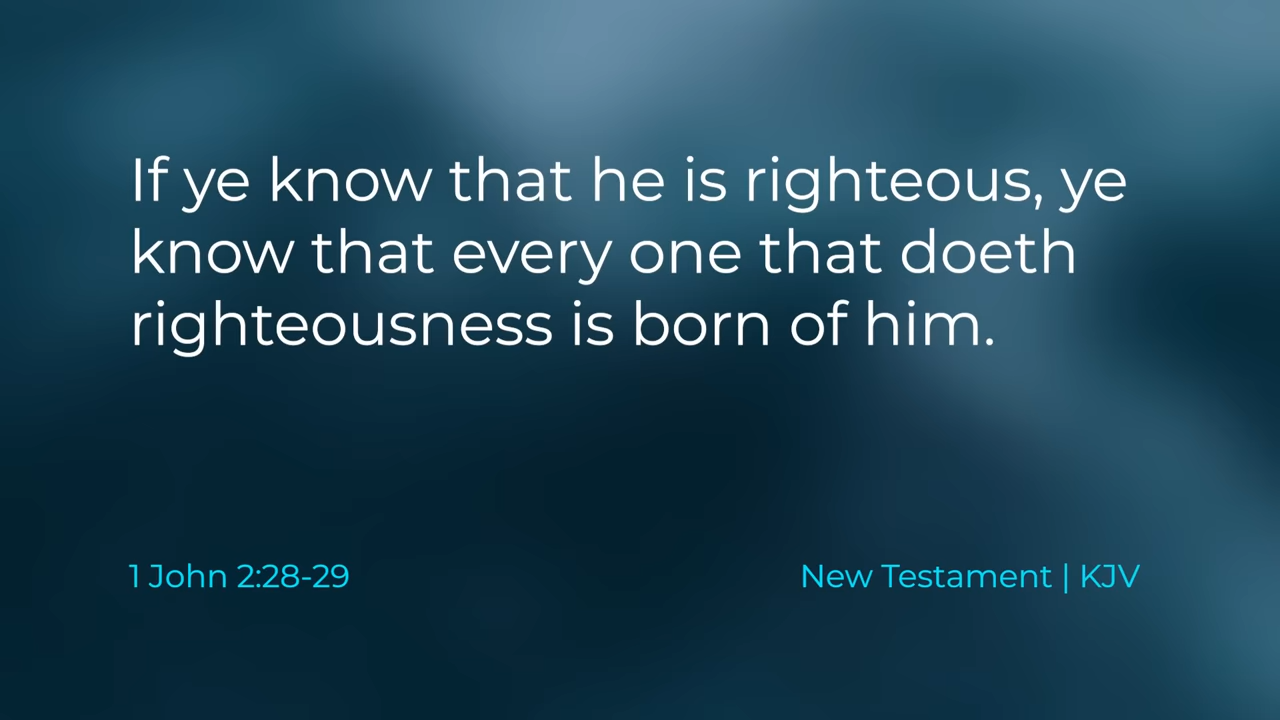 If ye know that he is righteous, ye
know that every one that doeth
righteousness is born of him.
1 John 2:28-29
New Testament | KJV